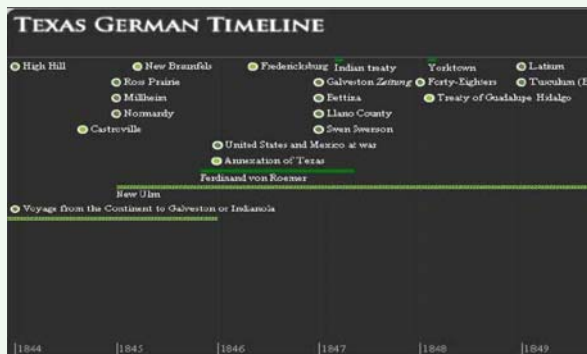 TEXAS GERMAN TIMELINE
High Hill New Braunfels Fredericksburg Indian treaty Yorktown Latium
Ross Prairie Galveston Zeitung Forty-Eighters Tusculum (B
Millheim Bettina Treaty of Guadalupe Hidalgo
Normandy Llano County
Castroville Swen Swenson
United States and Mexico at war
Annexation of Texas
Ferdinand von Roemer
New Ulm
Voyage from the Continent to Galveston or Indianola
1844 1845 1846 1847 1848 1849